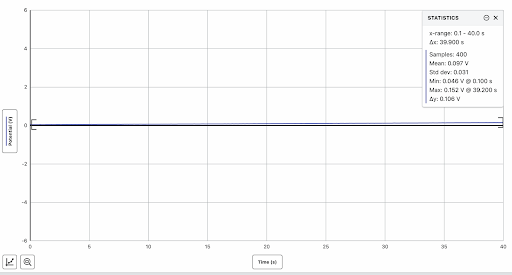 STATISTICS
x-range: 0.1 - 40.0 s
Δx: 39.900 s
Samples: 400
Mean: 0.097 V
Std dev: 0.031
Min: 0.046 V @ 0.100 s
Max: 0.152 V @ 39.200 s
Δy: 0.106 V
6
4
2
0
-2
-4
-6
Potential (V)
0
5
10
15
20
25
30
35
40
Time (s)